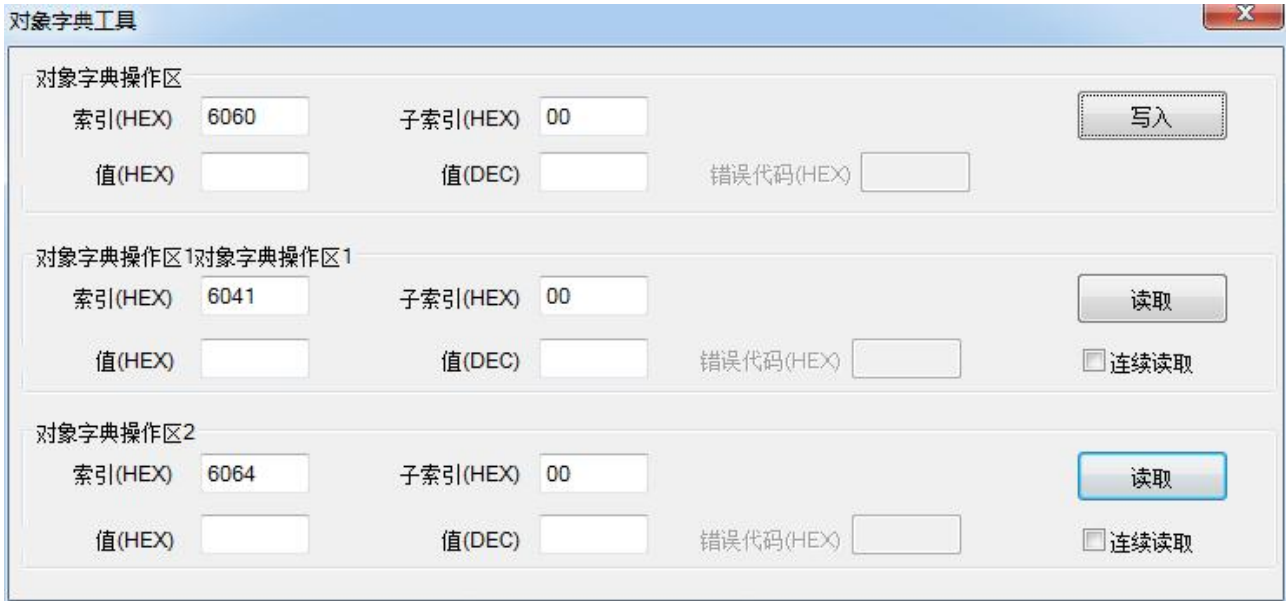 对象字典工具
对象字典操作区
索引(HEX) 6060 子索引(HEX) 00 写入
值(HEX) 值(DEC) 错误代码(HEX)
对象字典操作区1对象字典操作区1
索引(HEX) 6041 子索引(HEX) 00 读取
值(HEX) 值(DEC) 错误代码(HEX) 连续读取
对象字典操作区2
索引(HEX) 6064 子索引(HEX) 00 读取
值(HEX) 值(DEC) 错误代码(HEX) 连续读取